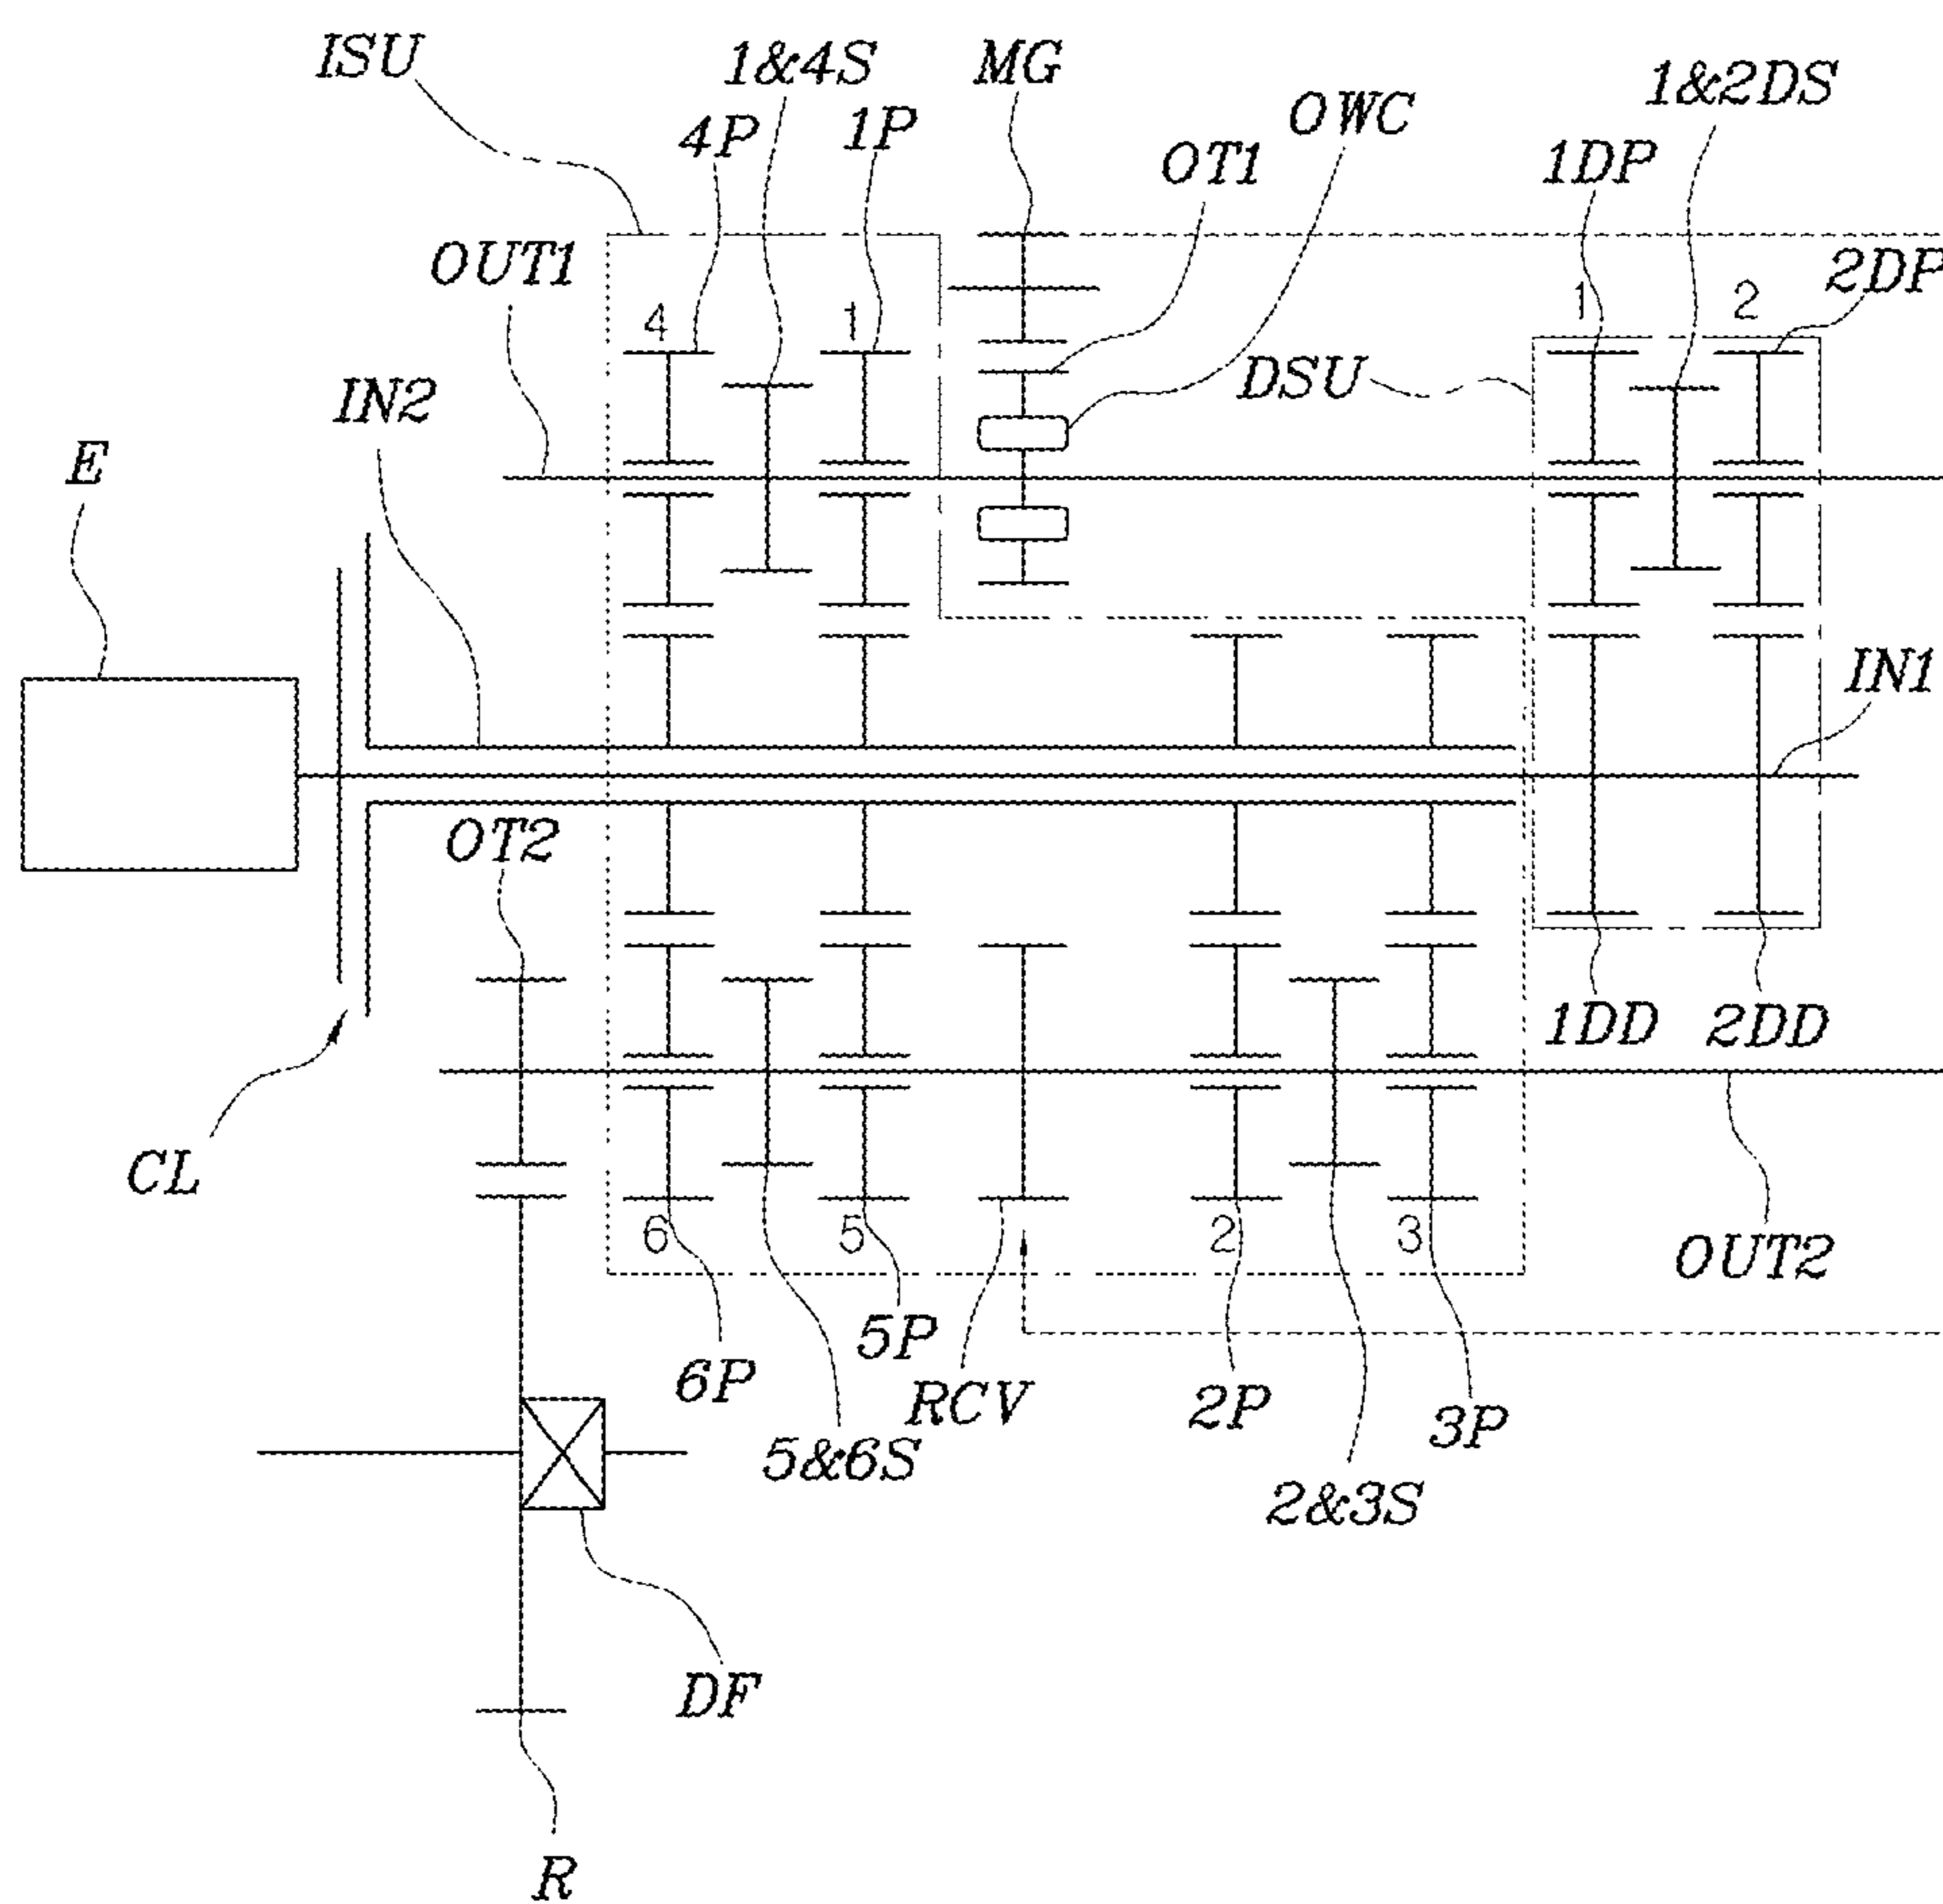 ISU
1&4S
MG
OWC
1&2DS
4P
1P
OT1
1DP
OUT1
2DP
4
1
1
2
IN2
DSU
E
IN1
OT2
1DD
2DD
CL
6
5
2
3
OUT2
6P
5P
RCV
2P
3P
5&6S
2&3S
DF
R